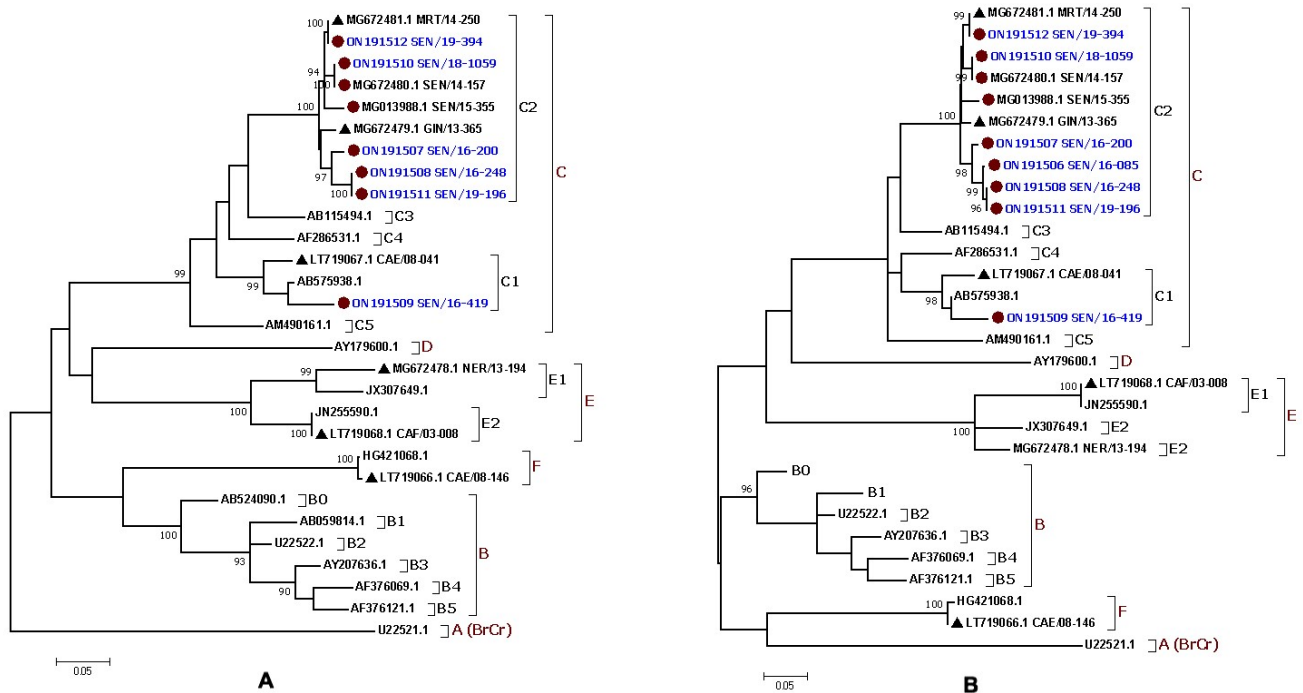 100
MG672481.1 MRT/14-250
ON191512 SEN/19-394
ON191510 SEN/18-1059
94
100
MG672480.1 SEN/14-157
100
MG013988.1 SEN/15-355
MG672479.1 GIN/13-365
ON191507 SEN/16-200
97
ON191508 SEN/16-248
100
ON191511 SEN/19-196
C2
C
AB115494.1
C3
AF286531.1
C4
99
LT719067.1 CAE/08-041
99
AB575938.1
ON191509 SEN/16-419
C1
AM490161.1
C5
AY179600.1
D
99
MG672478.1 NER/13-194
JX307649.1
E1
100
JN255590.1
100
LT719068.1 CAF/03-008
E2
E
100
HG421068.1
LT719066.1 CAE/08-146
F
AB524090.1
B0
100
AB059814.1
B1
U22522.1
B2
93
AY207636.1
B3
90
AF376069.1
B4
AF376121.1
B5
B
U22521.1
A (BrCr)
0.05
A
99
MG672481.1 MRT/14-250
ON191512 SEN/19-394
ON191510 SEN/18-1059
99
MG672480.1 SEN/14-157
MG013988.1 SEN/15-355
100
MG672479.1 GIN/13-365
ON191507 SEN/16-200
98
ON191506 SEN/16-085
99
ON191508 SEN/16-248
96
ON191511 SEN/19-196
C2
C
AB115494.1
C3
AF286531.1
C4
LT719067.1 CAE/08-041
98
AB575938.1
ON191509 SEN/16-419
C1
AM490161.1
C5
AY179600.1
D
100
LT719068.1 CAF/03-008
JN255590.1
E1
100
JX307649.1
E2
MG672478.1 NER/13-194
E2
E
B0
96
B1
U22522.1
B2
AY207636.1
B3
AF376069.1
B4
AF376121.1
B5
B
100
HG421068.1
LT719066.1 CAE/08-146
F
U22521.1
A (BrCr)
0.05
B